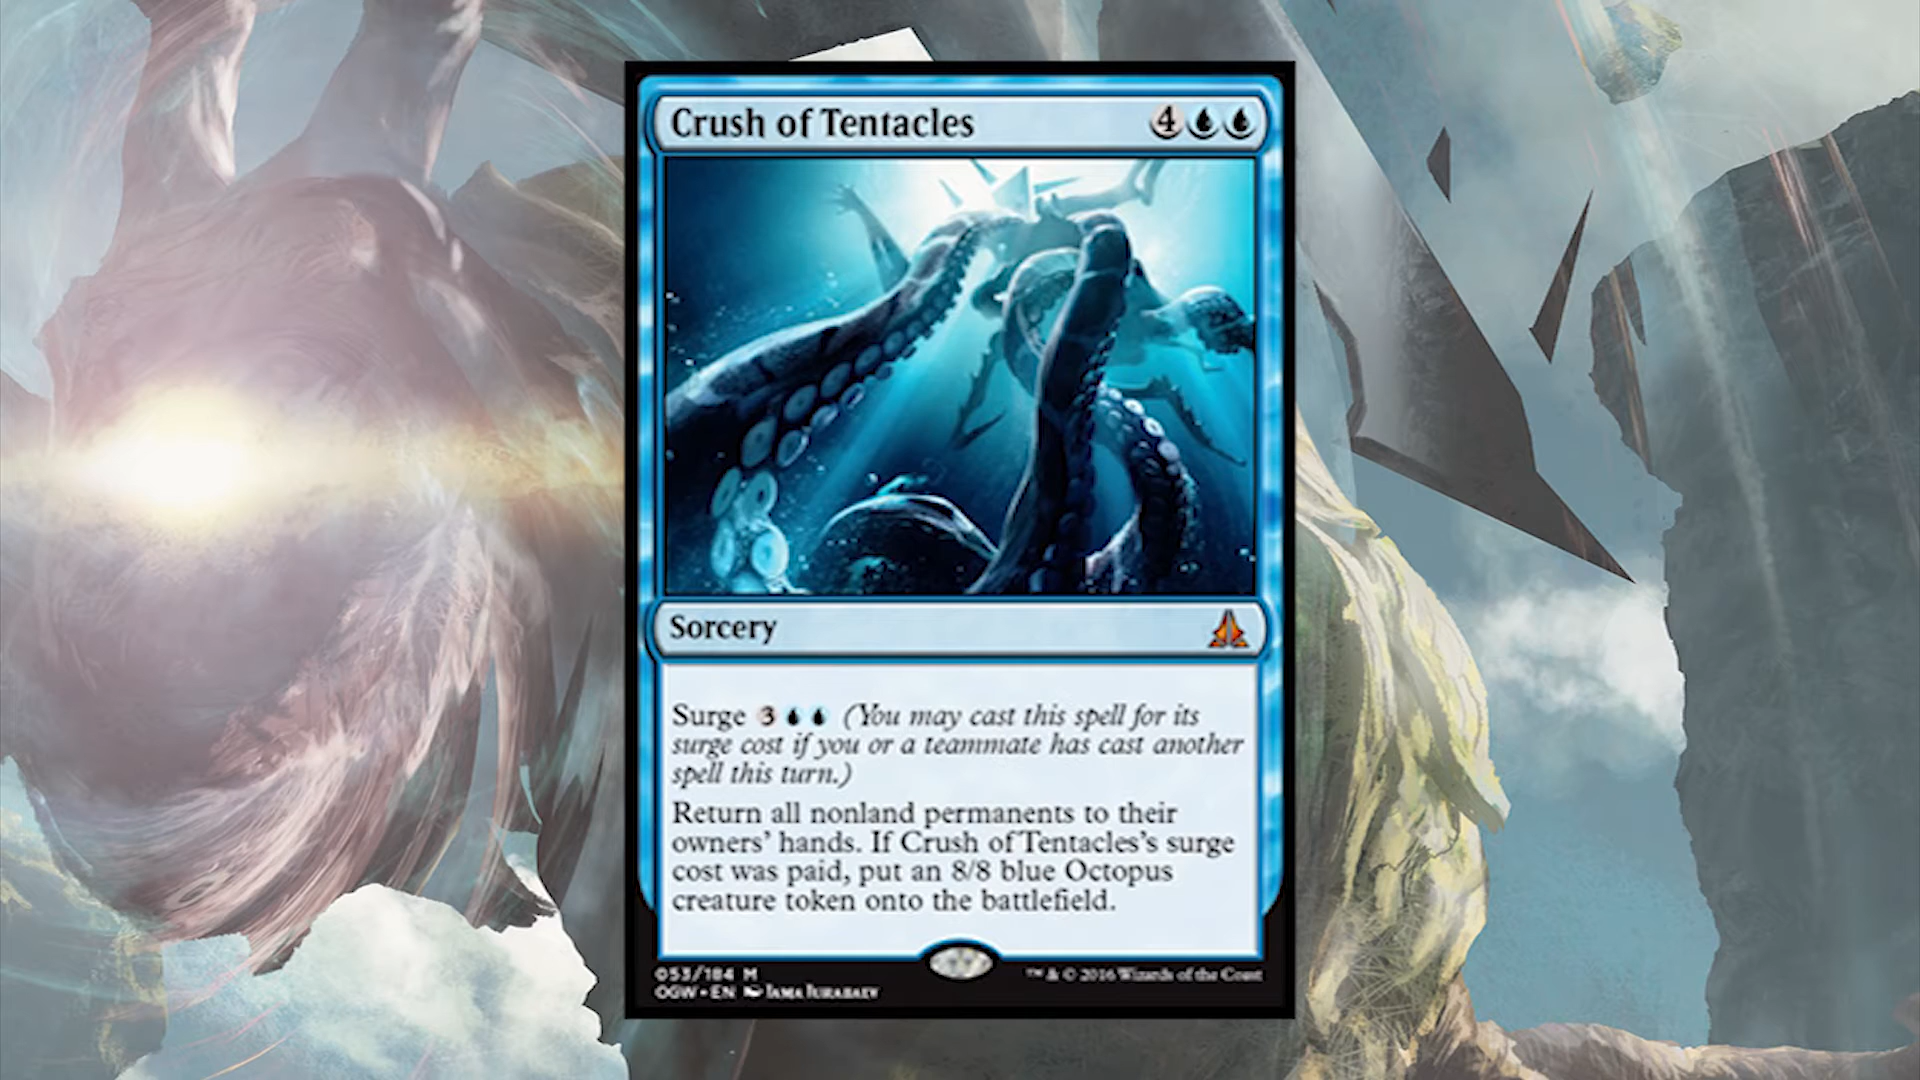 Crush of Tentacles 4
Sorcery
Surge 3 (You may cast this spell for its
surge cost if you or a teammate has cast another
spell this turn.)
Return all nonland permanents to their
owners' hands. If Crush of Tentacles's surge
cost was paid, put an 8/8 blue Octopus
creature token onto the battlefield.
053/184 M
OGW • EN
™ & © 2016 Wizards of the Coast